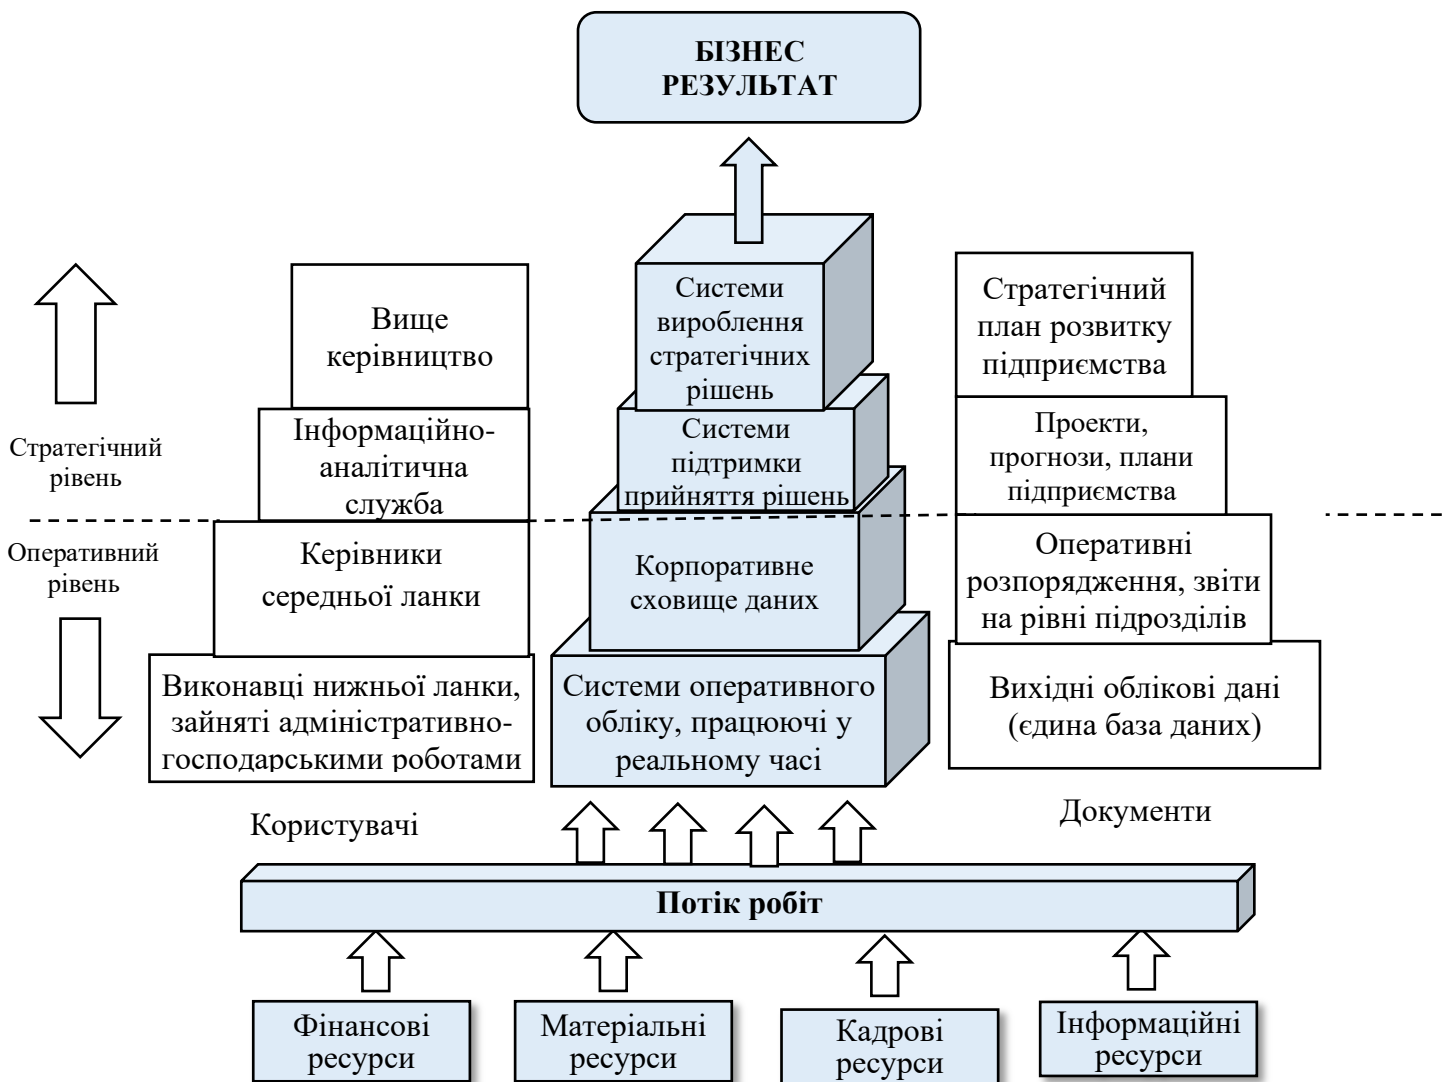 БІЗНЕС
РЕЗУЛЬТАТ
Вище
керівництво
Системи
вироблення
стратегічних
рішень
Стратегічний
план розвитку
підприємства
Стратегічний
рівень
Інформаційно-
аналітична
служба
Системи
підтримки
прийняття рішень
Проекти,
прогнози, плани
підприємства
Оперативний
рівень
Керівники
середньої ланки
Корпоративне
сховище даних
Оперативні
розпорядження, звіти
на рівні підрозділів
Виконавці нижньої ланки,
зайняті адміністративно-
господарськими роботами
Системи оперативного
обліку, працюючі у
реальному часі
Вихідні облікові дані
(єдина база даних)
Користувачі
Документи
Потік робіт
Фінансові
ресурси
Матеріальні
ресурси
Кадрові
ресурси
Інформаційні
ресурси